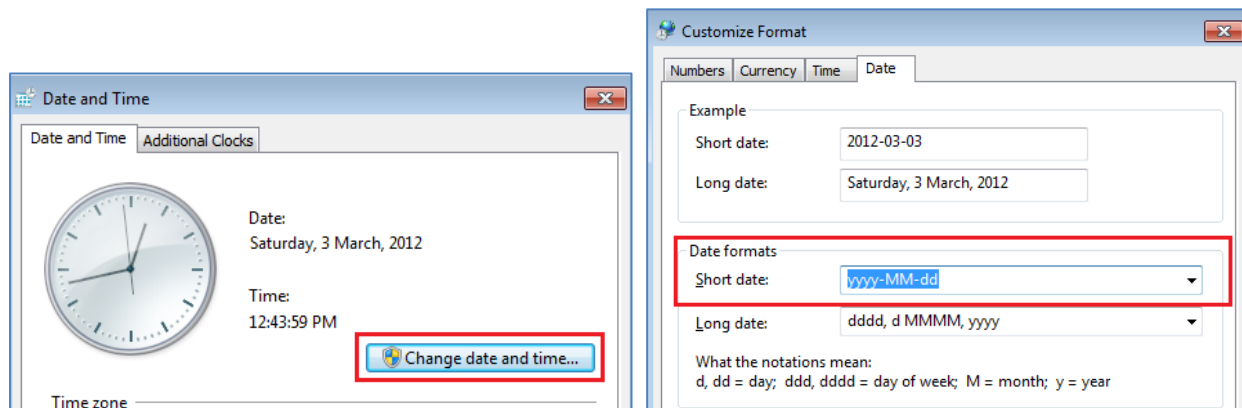 Date and Time
Date and Time Additional Clocks
Date:
Saturday, 3 March, 2012
Time:
12:43:59 PM
Change date and time...
Time zone
Customize Format
Numbers Currency Time Date
Example
Short date: 2012-03-03
Long date: Saturday, 3 March, 2012
Date formats
Short date: yyyy-MM-dd
Long date: dddd, d MMMM, yyyy
What the notations mean:
d, dd = day; ddd, dddd = day of week; M = month; y = year